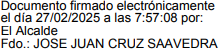 Documento firmado electrónicamente
el día 27/02/2025 a las 7:57:08 por:
El Alcalde
Fdo.: JOSE JUAN CRUZ SAAVEDRA